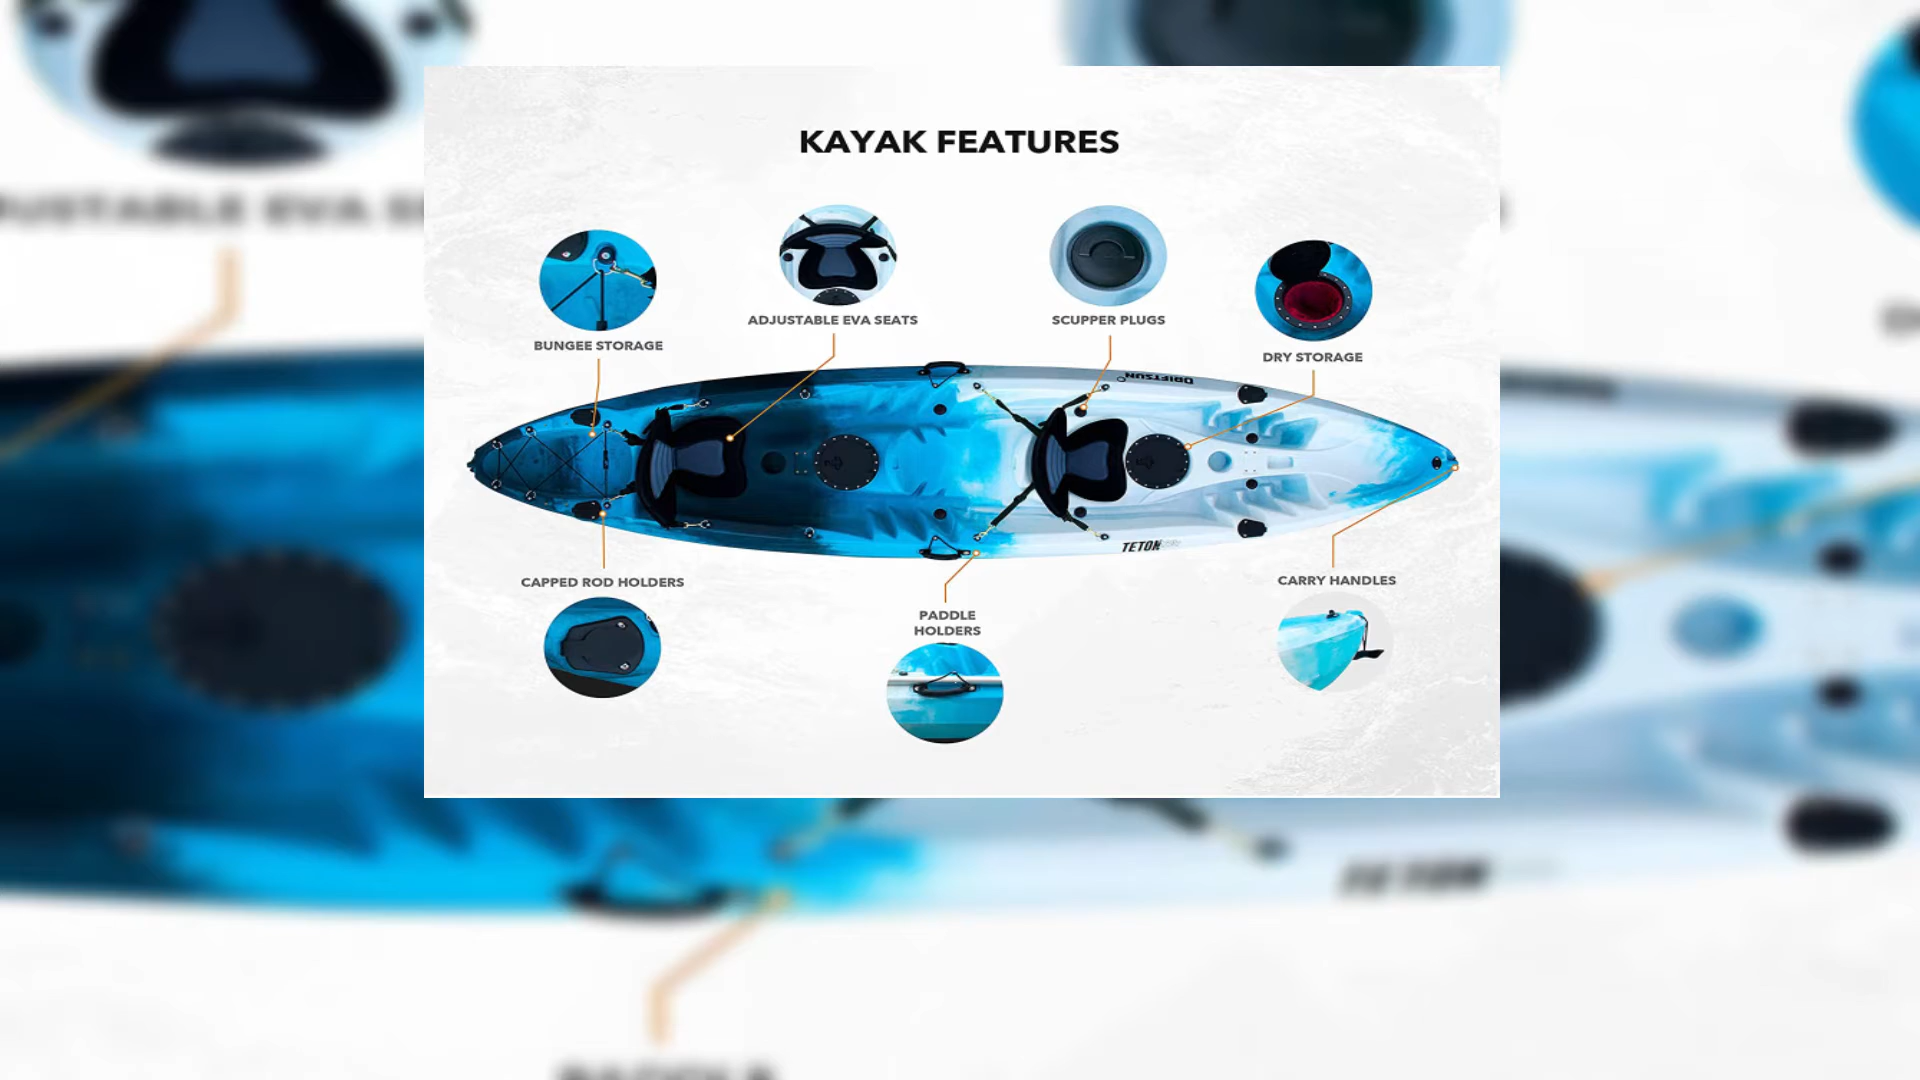 KAYAK FEATURES
BUNGEE STORAGE
ADJUSTABLE EVA SEATS
SCUPPER PLUGS
DRY STORAGE
DRIFTSUN
TETON
CAPPED ROD HOLDERS
PADDLE
HOLDERS
CARRY HANDLES